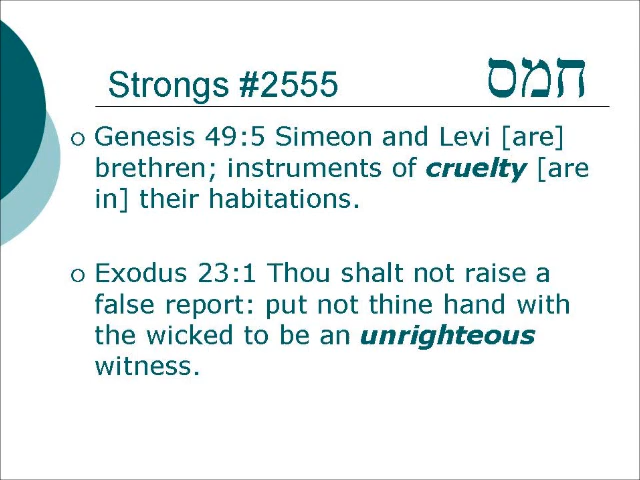 Strongs #2555 חמס
○ Genesis 49:5 Simeon and Levi [are]
brethren; instruments of cruelty [are
in] their habitations.
○ Exodus 23:1 Thou shalt not raise a
false report: put not thine hand with
the wicked to be an unrighteous
witness.